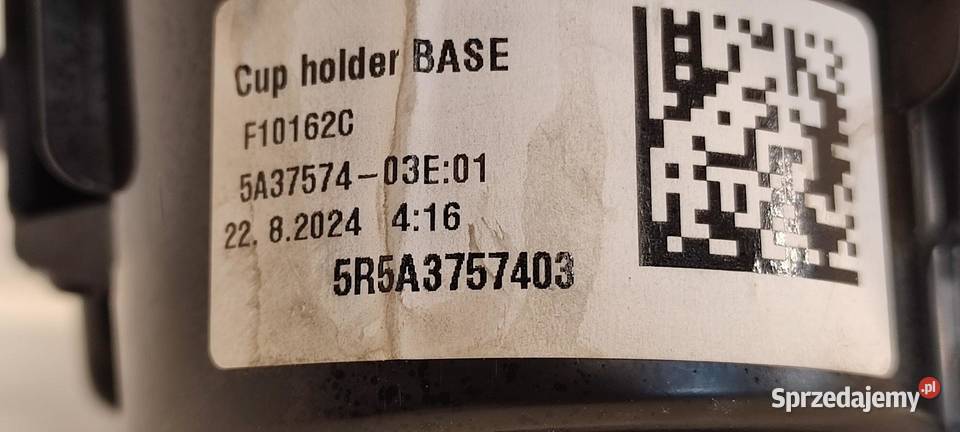 Cup holder BASE
F10162C
5A37574-03E:01
22. 8.2024 4:16
5R5A3757403
Sprzedajemy.pl